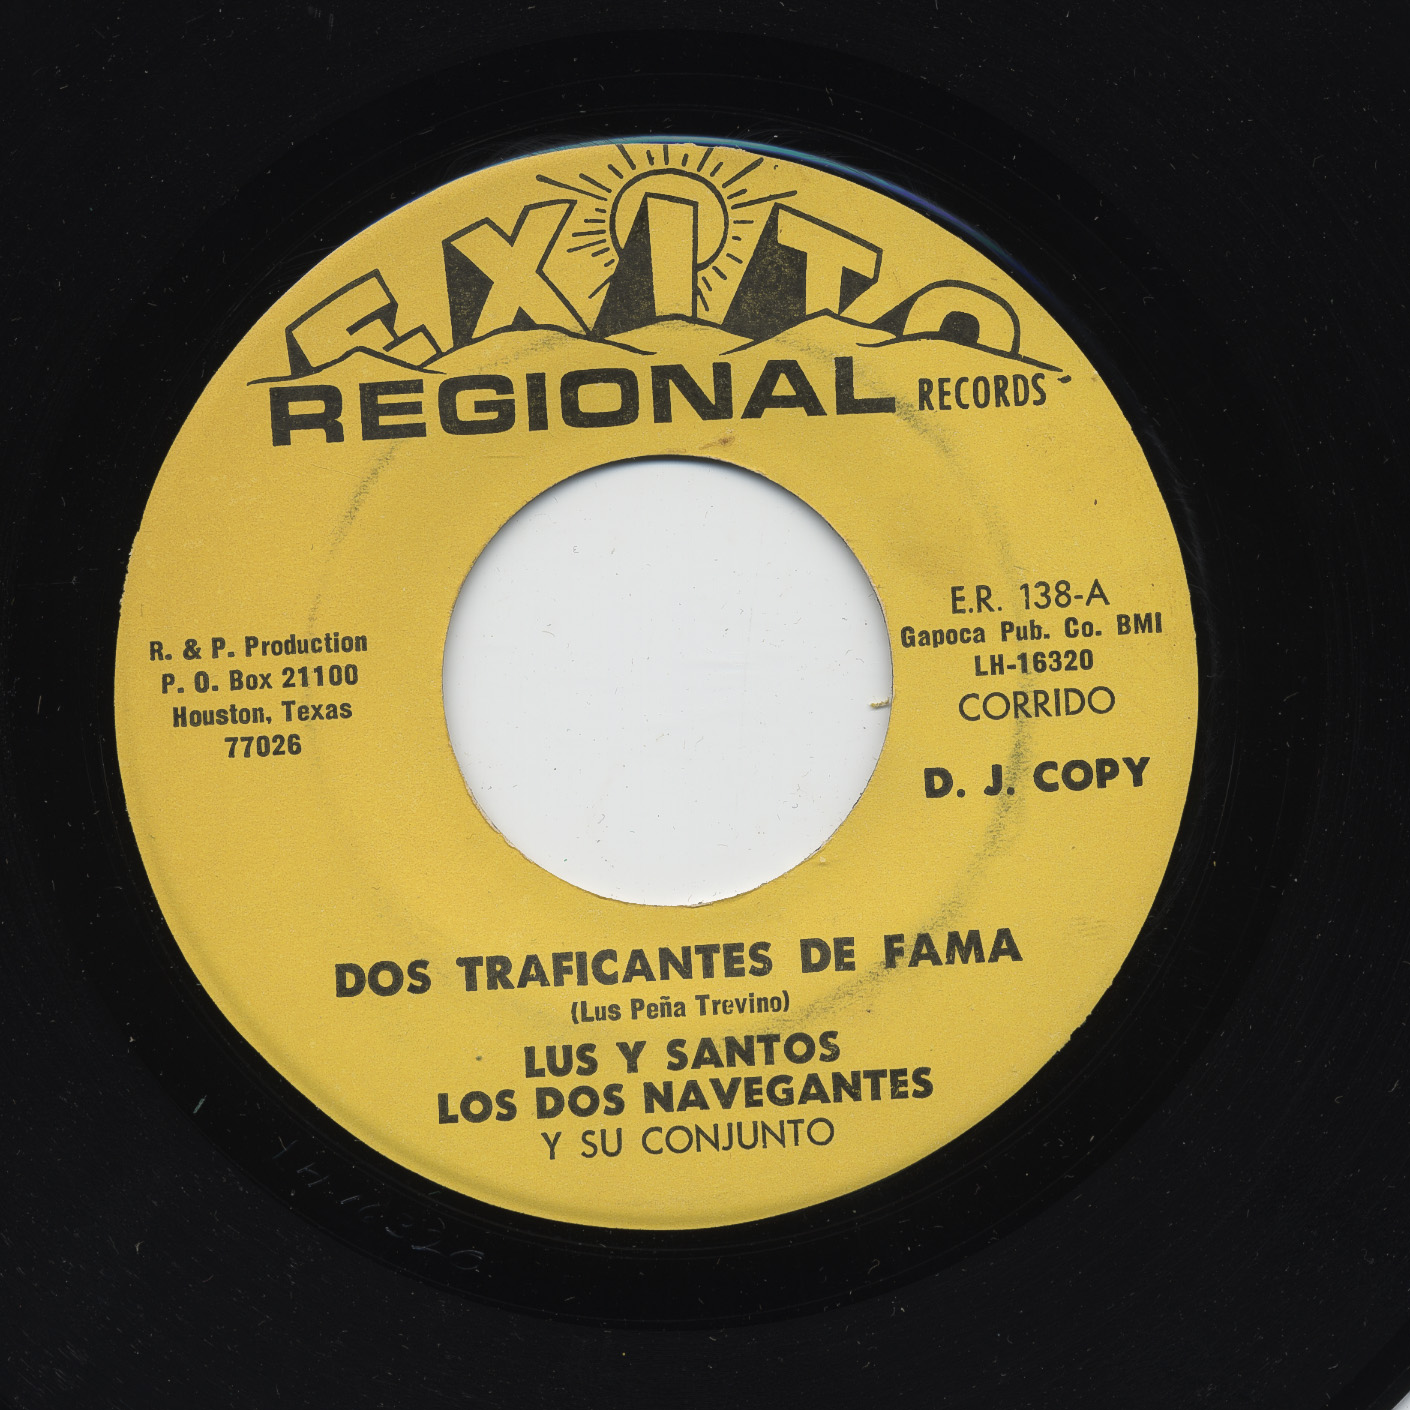 EXITO
REGIONAL RECORDS
R. & P. Production
P. O. Box 21100
Houston, Texas
77026
E.R. 138-A
Gapoca Pub. Co. BMI
LH-16320
CORRIDO
D. J. COPY
DOS TRAFICANTES DE FAMA
(Lus Peña Trevino)
LUS Y SANTOS
LOS DOS NAVEGANTES
Y SU CONJUNTO